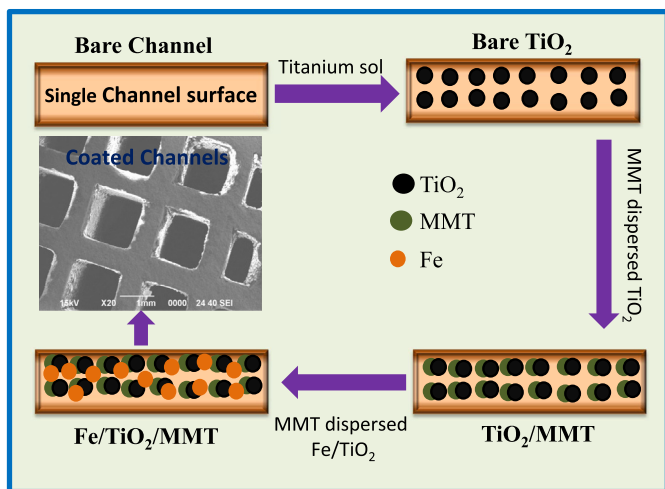 Bare Channel
Single Channel surface
Titanium sol
Bare TiO₂
Coated Channels
15kV X20 1mm 0000 24 40 SEI
TiO₂
MMT
Fe
MMT dispersed TiO₂
Fe/TiO₂/MMT
MMT dispersed
Fe/TiO₂
TiO₂/MMT